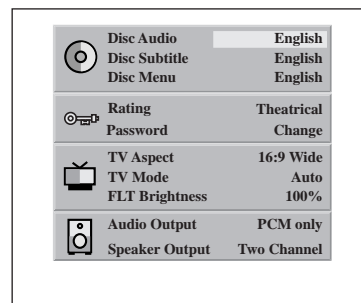 Disc Audio English
Disc Subtitle English
Disc Menu English
Rating Theatrical
Password Change
TV Aspect 16:9 Wide
TV Mode Auto
FLT Brightness 100%
Audio Output PCM only
Speaker Output Two Channel